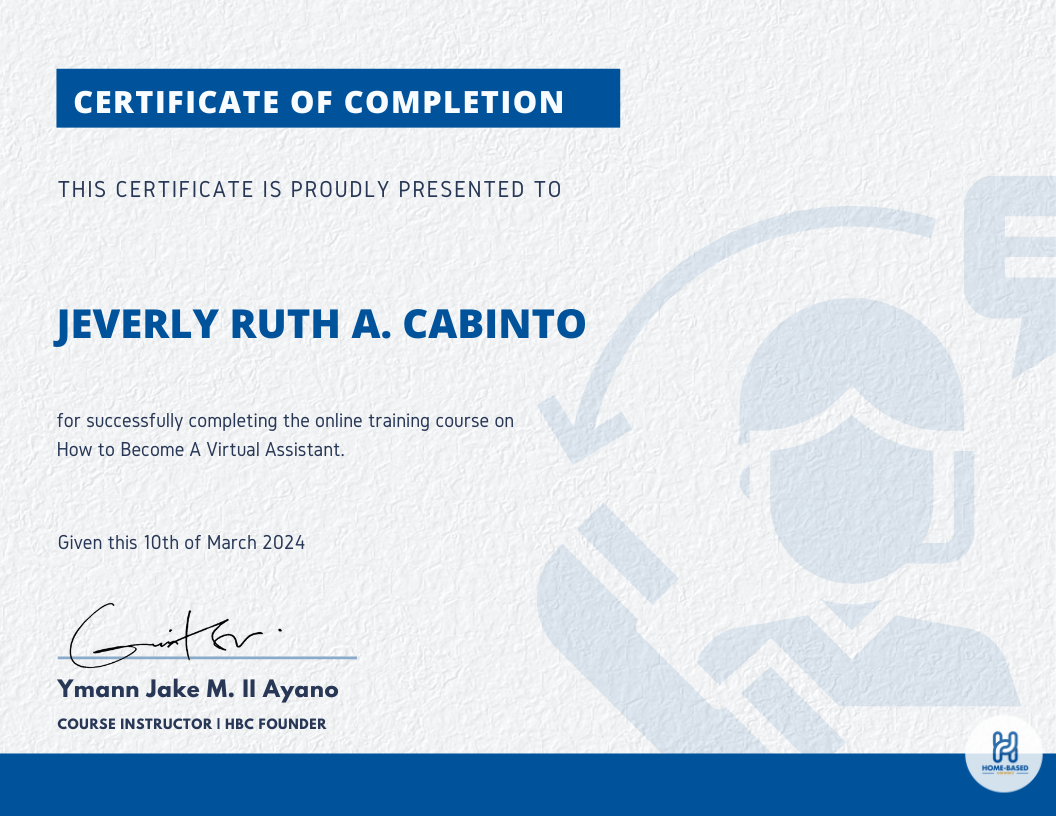 CERTIFICATE OF COMPLETION
THIS CERTIFICATE IS PROUDLY PRESENTED TO
JEVERLY RUTH A. CABINTO
for successfully completing the online training course on
How to Become A Virtual Assistant.
Given this 10th of March 2024
Ymann Jake M. II Ayano
COURSE INSTRUCTOR | HBC FOUNDER
HOME-BASED